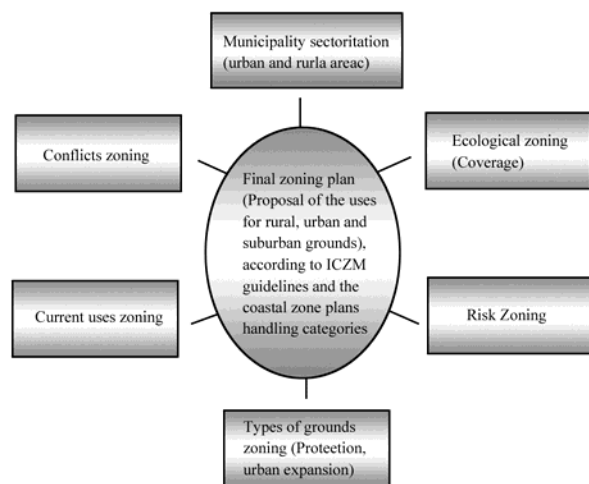 Municipality sectoritation
(urban and rurla areac)
Conflicts zoning
Ecological zoning
(Coverage)
Final zoning plan
(Proposal of the uses
for rural, urban and
suburban grounds),
according to ICZM
guidelines and the
coastal zone plans
handling categories
Current uses zoning
Risk Zoning
Types of grounds
zoning (Proteetion,
urban expansion)